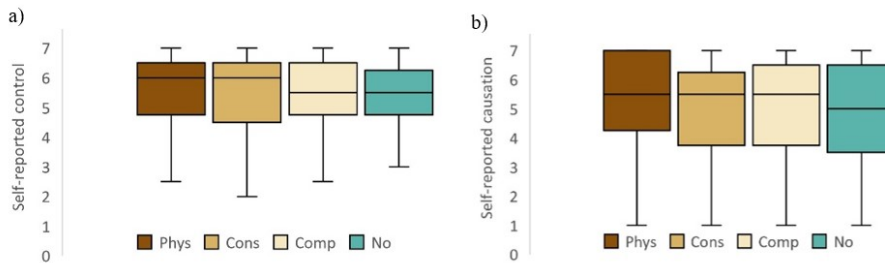 a)
Self-reported control
7
6
5
4
3
2
1
0
Phys Cons Comp No
b)
Self-reported causation
7
6
5
4
3
2
1
0
Phys Cons Comp No